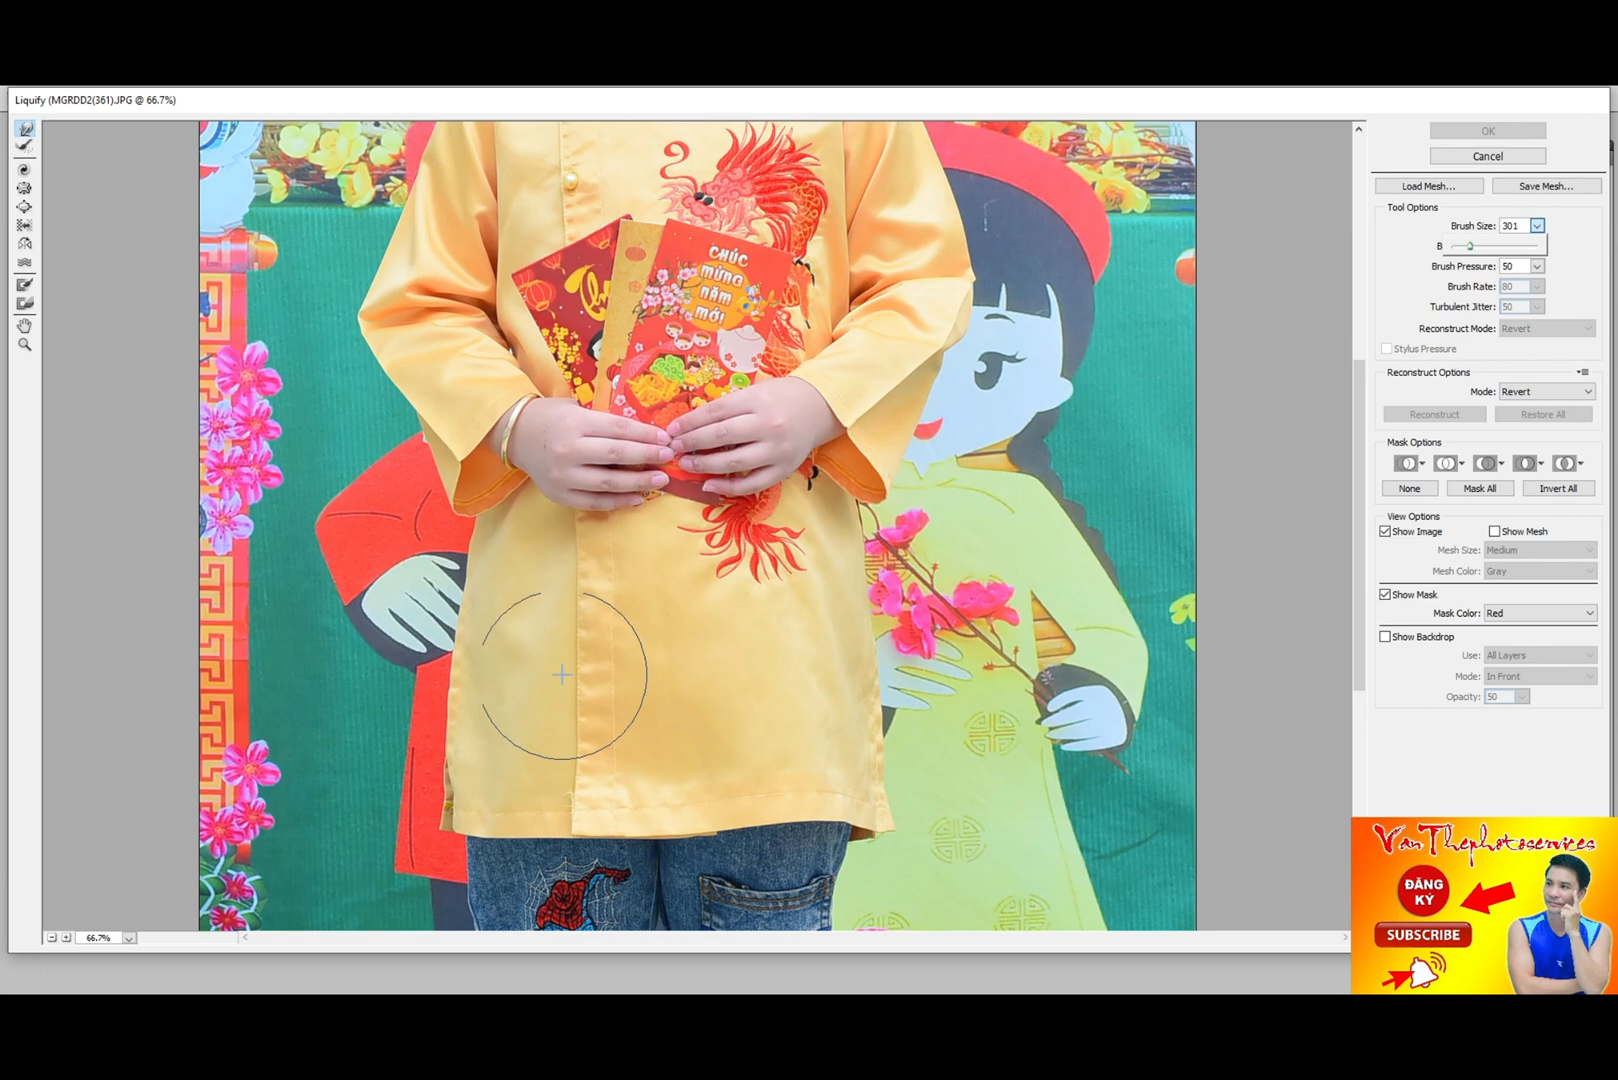 Liquify (MGRDD2(361).JPG @ 66.7%)
OK
Cancel
Load Mesh...
Save Mesh...
Tool Options
Brush Size: 301
B
Brush Pressure: 50
Brush Rate: 80
Turbulent Jitter: 50
Reconstruct Mode: Revert
Stylus Pressure
Reconstruct Options
Mode: Revert
Reconstruct
Restore All
Mask Options
None
Mask All
Invert All
View Options
Show Image
Show Mesh
Mesh Size: Medium
Mesh Color: Gray
Show Mask
Mask Color: Red
Show Backdrop
Use: All Layers
Mode: In Front
Opacity: 50
CHÚC
MỪNG
NĂM
MỚI
66.7%
Van Thephotoservices
ĐĂNG
KÝ
SUBSCRIBE